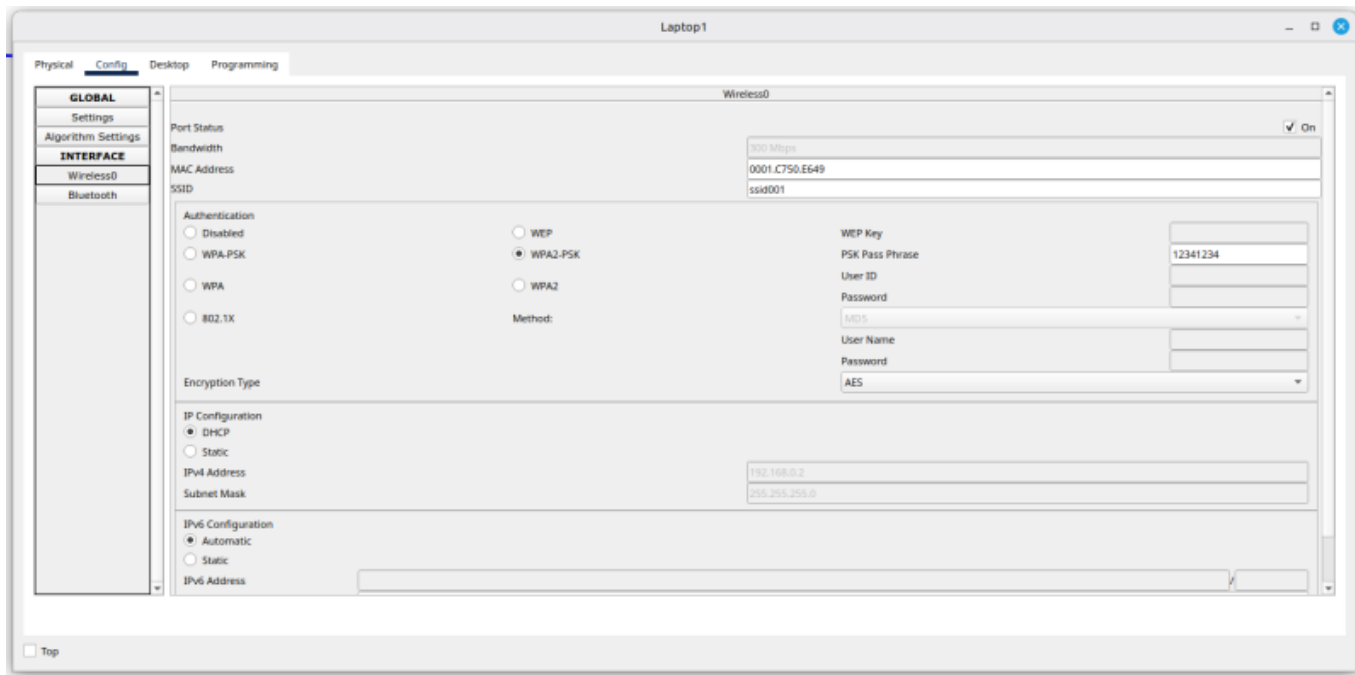 Laptop1
Physical Config Desktop Programming
GLOBAL
Settings
Algorithm Settings
INTERFACE
Wireless0
Bluetooth
Wireless0
Port Status On
Bandwidth 300 Mbps
MAC Address 0001.C750.E649
SSID ssid001
Authentication
Disabled WEP WEP Key
WPA-PSK WPA2-PSK PSK Pass Phrase 12341234
User ID
WPA WPA2
Password
802.1X Method: MD5
User Name
Password
Encryption Type AES
IP Configuration
DHCP
Static
IPv4 Address 192.168.0.2
Subnet Mask 255.255.255.0
IPv6 Configuration
Automatic
Static
IPv6 Address /
Top